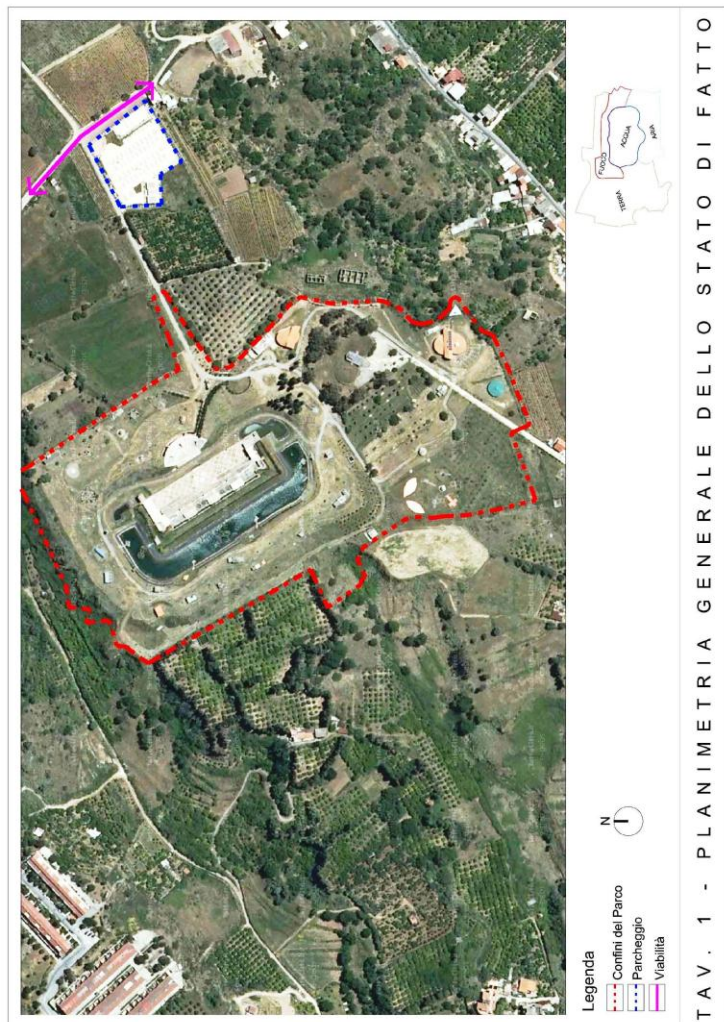 TAV. 1 - PLANIMETRIA GENERALE DELLO STATO DI FATTO
Legenda
Confini del Parco
Parcheggio
Viabilità
N
TERRA
FUOCO
ACQUA
ARIA